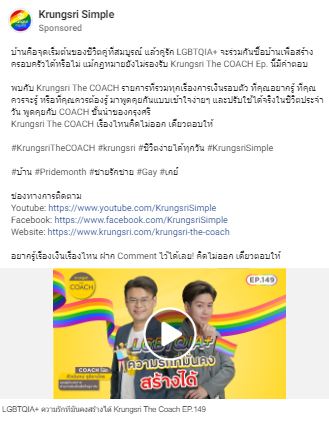 Krungsri Simple
Sponsored
บ้านคือจุดเริ่มต้นของชีวิตคู่ที่สมบูรณ์ แล้วคู่รัก LGBTQIA+ จะรวมกันซื้อบ้านเพื่อสร้าง
ครอบครัวได้หรือไม่ แม้กฎหมายยังไม่รองรับ Krungsri The COACH Ep. นี้มีคำตอบ
พบกับ Krungsri The COACH รายการที่รวมทุกเรื่องการเงินรอบตัว ที่คุณอยากรู้ ที่คุณ
ควรจะรู้ หรือที่คุณควรต้องรู้ มาพูดคุยกันแบบเข้าใจง่ายๆ และปรับใช้ได้จริงในชีวิตประจำ
วัน พูดคุยกับ COACH ชั้นนำของกรุงศรี
Krungsri The COACH เรื่องไหนคิดไม่ออก เดี๋ยวตอบให้
#KrungsriTheCOACH #krungsri #ชีวิตง่ายได้ทุกวัน #KrungsriSimple
#บ้าน #Pridemonth #ชายรักชาย #Gay #เกย์
ช่องทางการติดตาม
Youtube: https://www.youtube.com/KrungsriSimple
Facebook: https://www.facebook.com/KrungsriSimple
Website: https://www.krungsri.com/krungsri-the-coach
อยากรู้เรื่องเงินเรื่องไหน ฝาก Comment ไว้ได้เลย! คิดไม่ออก เดี๋ยวตอบให้
COACH
EP.149
LGBTQIA+
ความรักที่มั่นคง
สร้างได้
COACH
LGBTQIA+ ความรักที่มั่นคงสร้างได้ Krungsri The Coach EP.149